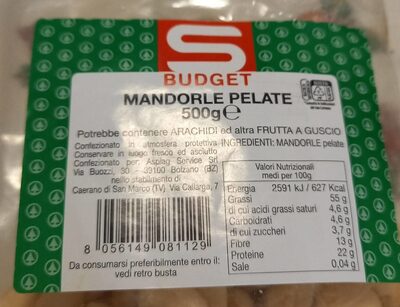 S
BUDGET
MANDORLE PELATE
500g℮
Potrebbe contenere ARACHIDI ed altra FRUTTA A GUSCIO
Confezionato in atmosfera protettiva
Conservare in luogo fresco ed asciutto
Confezionato per: Asplag Service Srl
Via Buozzi, 30 - 39100 Bolzano (BZ)
nello stabilimento di
Caerano di San Marco (TV), Via Callarga, 7
INGREDIENTI: MANDORLE pelate
Valori Nutrizionali
medi per 100g
Energia 2591 kJ / 627 Kcal
Grassi 55 g
di cui acidi grassi saturi 4,6 g
Carboidrati 4,6 g
di cui zuccheri 3,7 g
Fibre 13 g
Proteine 22 g
Sale 0,04 g
8 056149 081129
Da consumarsi preferibilmente entro il:
vedi retro busta